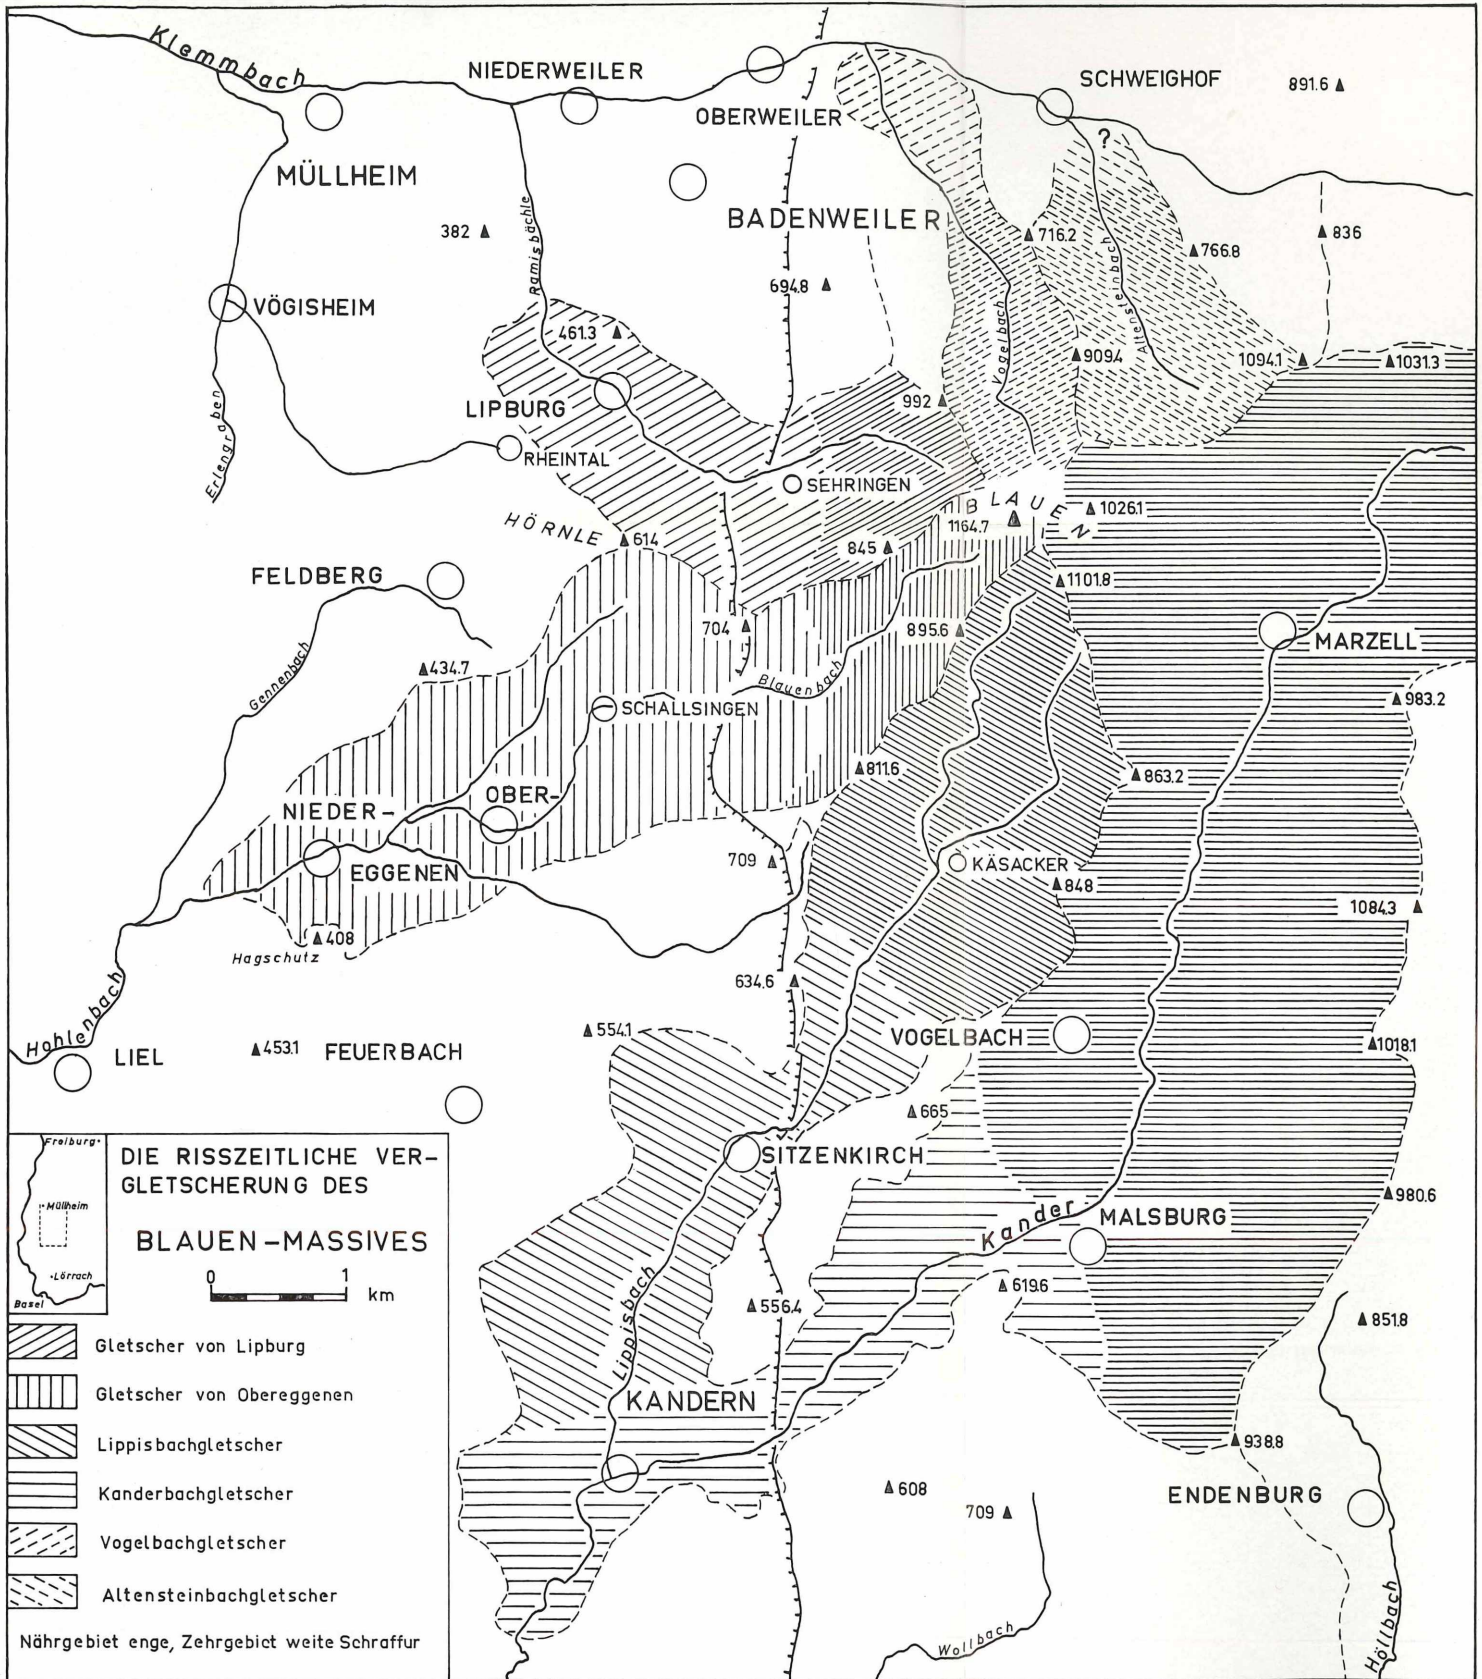 Klemmbach
NIEDERWEILER
SCHWEIGHOF
891.6
OBERWEILER
?
MÜLLHEIM
BADENWEILER
382
Ramisbächle
716.2
766.8
836
Altensteinbach
694.8
VÖGISHEIM
Vogelbach
461.3
909.4
1094.1
1031.3
LIPBURG
992
Erlengraben
RHEINTAL
SEHRINGEN
BLAUEN
1164.7
1026.1
HÖRNLE
614
845
FELDBERG
1101.8
704
895.6
MARZELL
Gennenbach
434.7
Blauenbach
983.2
SCHALLSINGEN
811.6
863.2
OBER-
NIEDER-
709
KÄSACKER
EGGENEN
848
1084.3
408
Hagschutz
634.6
Hohlenbach
554.1
VOGELBACH
453.1
FEUERBACH
LIEL
1018.1
665
SITZENKIRCH
980.6
Kander
MALSBURG
Lippisbach
619.6
556.4
851.8
KANDERN
938.8
608
709
ENDENBURG
Wollbach
Höllbach
Freiburg
Müllheim
Lörrach
Basel
DIE RISSZEITLICHE VER-
GLETSCHERUNG DES
BLAUEN-MASSIVES
0 1
km
Gletscher von Lipburg
Gletscher von Obereggenen
Lippisbachgletscher
Kanderbachgletscher
Vogelbachgletscher
Altensteinbachgletscher
Nährgebiet enge, Zehrgebiet weite Schraffur